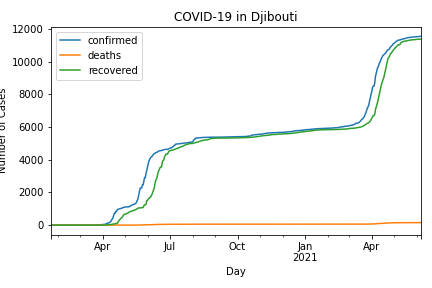 COVID-19 in Djibouti
confirmed
deaths
recovered
12000
10000
8000
6000
4000
2000
0
Number of Cases
Apr
Jul
Oct
Jan
2021
Apr
Day